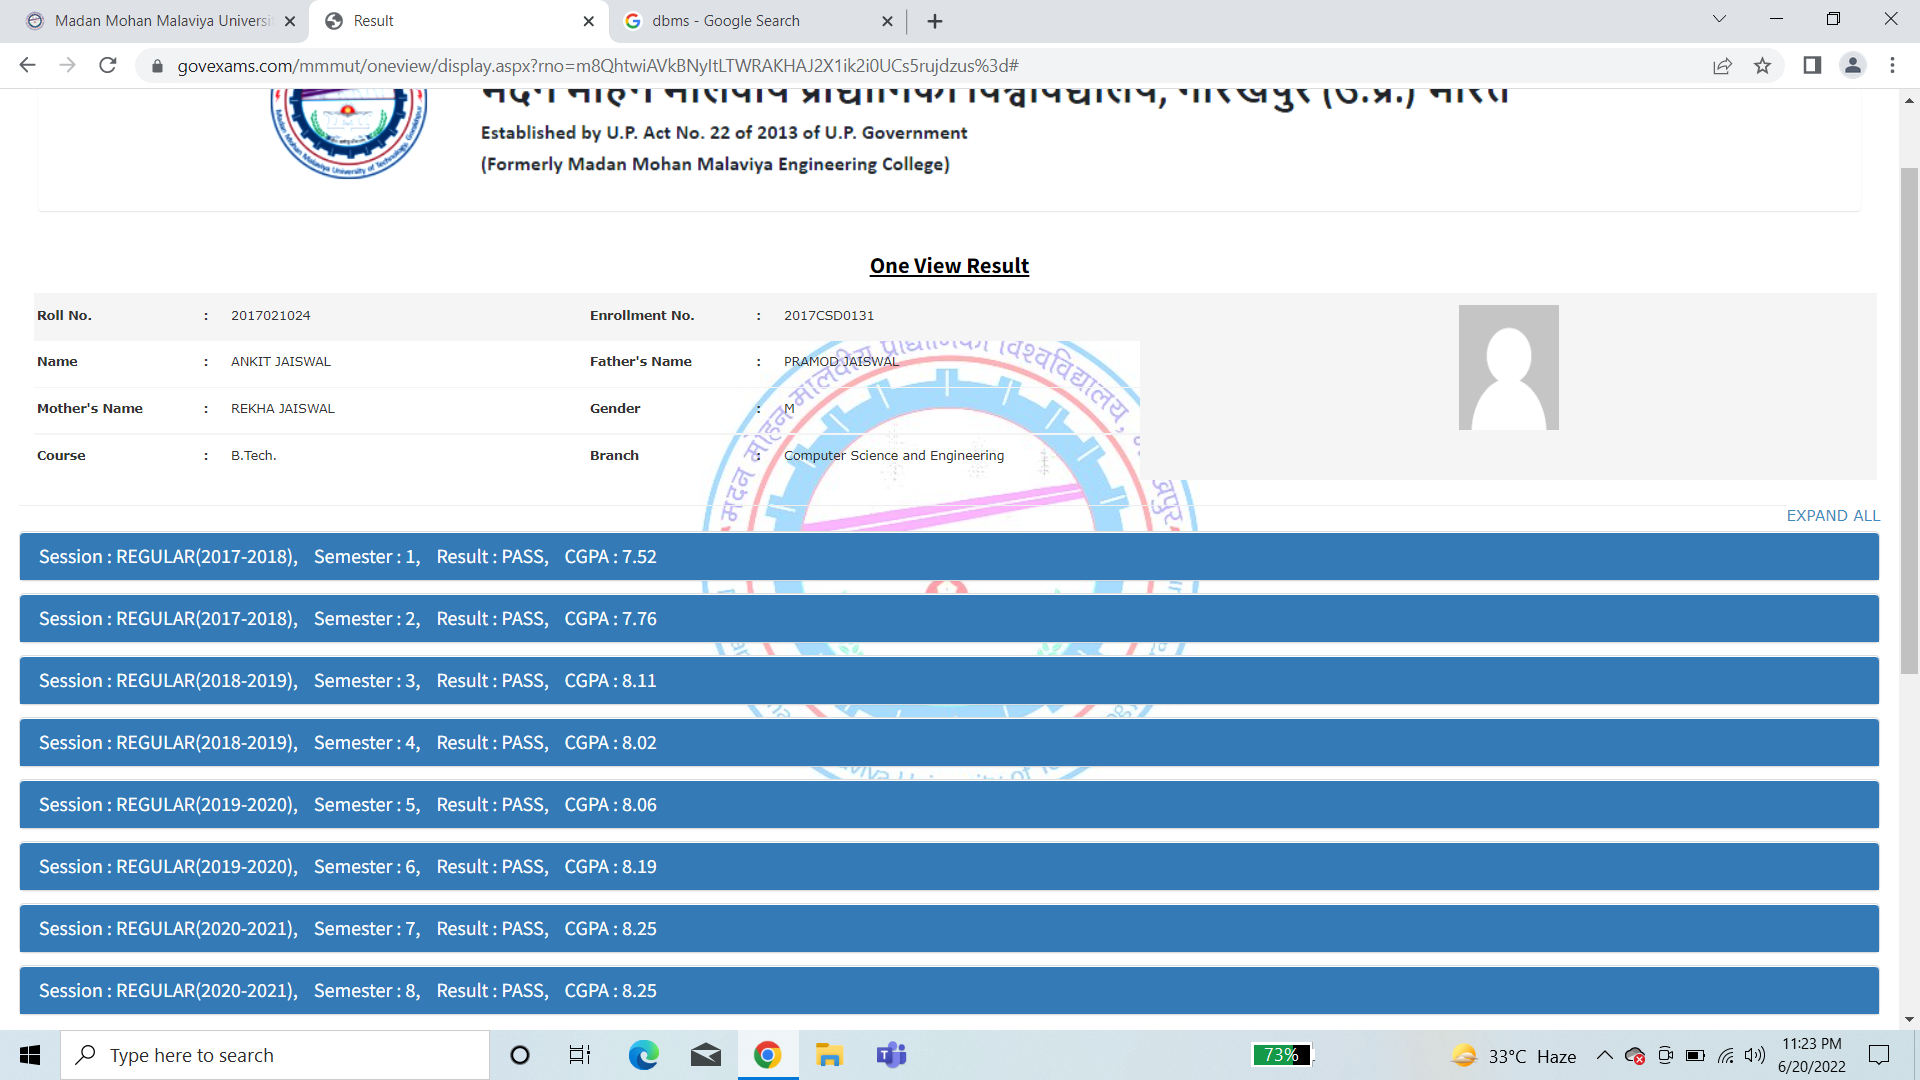 Madan Mohan Malaviya Universi
Result
dbms - Google Search
govexams.com/mmmut/oneview/display.aspx?rno=m8QhtwiAVkBNyItLTWRAKHAJ2X1ik2i0UCs5rujdzus%3d#
मदन मोहन मालवीय प्रौद्योगिकी विश्वविद्यालय, गोरखपुर (उ.प्र.) भारत
Established by U.P. Act No. 22 of 2013 of U.P. Government
(Formerly Madan Mohan Malaviya Engineering College)
One View Result
Roll No. : 2017021024 Enrollment No. : 2017CSD0131
Name : ANKIT JAISWAL Father's Name : PRAMOD JAISWAL
Mother's Name : REKHA JAISWAL Gender : M
Course : B.Tech. Branch : Computer Science and Engineering
EXPAND ALL
Session : REGULAR(2017-2018), Semester : 1, Result : PASS, CGPA : 7.52
Session : REGULAR(2017-2018), Semester : 2, Result : PASS, CGPA : 7.76
Session : REGULAR(2018-2019), Semester : 3, Result : PASS, CGPA : 8.11
Session : REGULAR(2018-2019), Semester : 4, Result : PASS, CGPA : 8.02
Session : REGULAR(2019-2020), Semester : 5, Result : PASS, CGPA : 8.06
Session : REGULAR(2019-2020), Semester : 6, Result : PASS, CGPA : 8.19
Session : REGULAR(2020-2021), Semester : 7, Result : PASS, CGPA : 8.25
Session : REGULAR(2020-2021), Semester : 8, Result : PASS, CGPA : 8.25
Type here to search
73%
33°C Haze
11:23 PM
6/20/2022